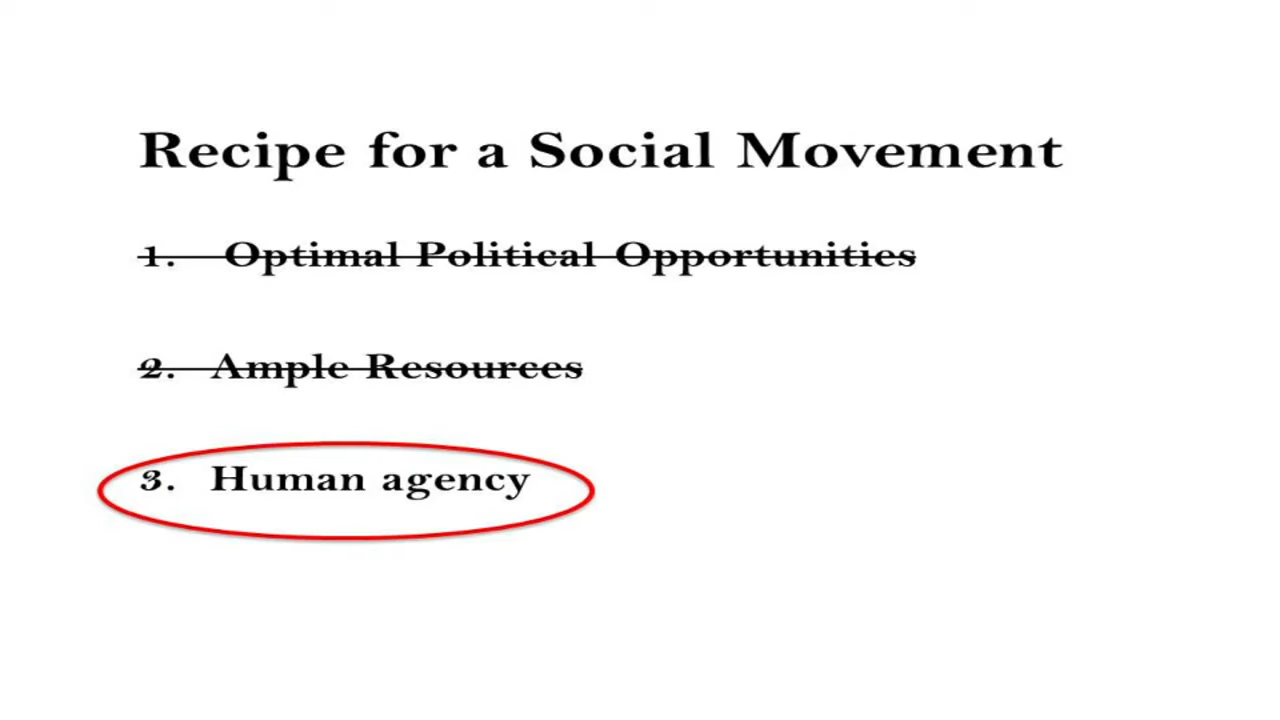 Recipe for a Social Movement
1. Optimal Political Opportunities
2. Ample Resources
3. Human agency